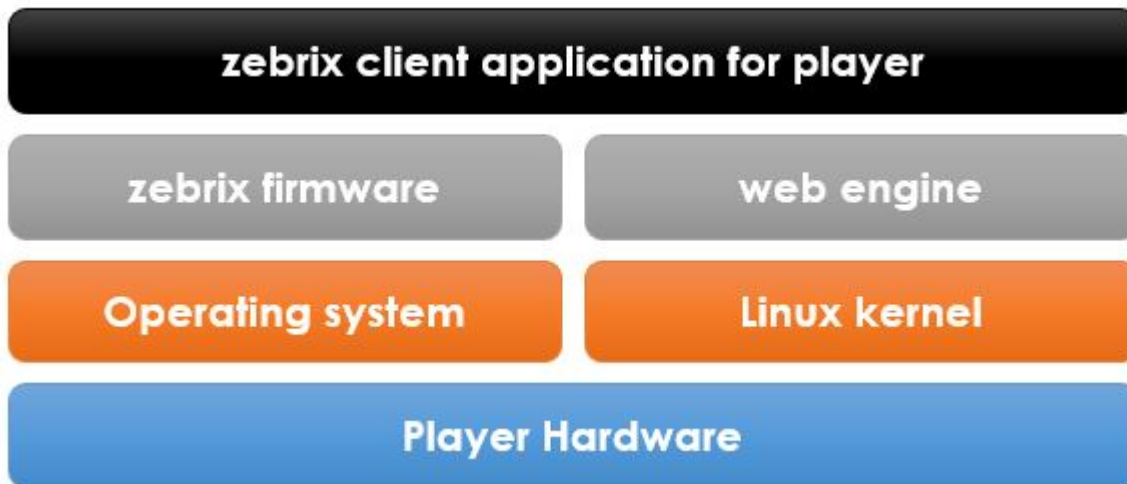 zebrix client application for player
zebrix firmware
web engine
Operating system
Linux kernel
Player Hardware